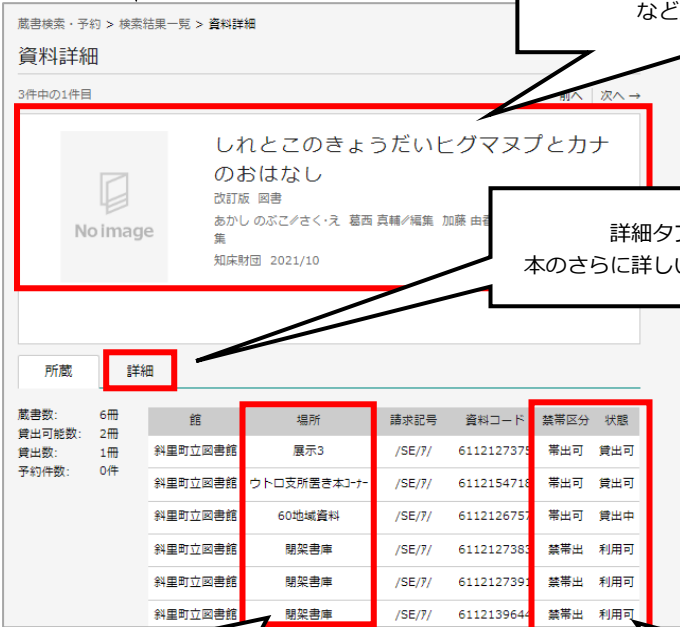 など
蔵書検索・予約 > 検索結果一覧 > 資料詳細
資料詳細
3件中の1件目
前へ 次へ →
No image
しれとこのきょうだいヒグマヌプとカナ
のおはなし
改訂版 図書
あかし のぶこ∥さく・え 葛西 真輔∥編集 加藤
集
知床財団 2021/10
詳細タブ
本のさらに詳しい
所蔵 詳細
蔵書数: 6冊
貸出可能数: 2冊
貸出数: 1冊
予約件数: 0件
館 場所 請求記号 資料コード 禁帯区分 状態
斜里町立図書館 展示3 /SE/ｱ/ 6112127375 帯出可 貸出可
斜里町立図書館 ウトロ支所置き本ｺｰﾅｰ /SE/ｱ/ 6112154718 帯出可 貸出可
斜里町立図書館 60地域資料 /SE/ｱ/ 6112126757 帯出可 貸出中
斜里町立図書館 閉架書庫 /SE/ｱ/ 6112127383 禁帯出 利用可
斜里町立図書館 閉架書庫 /SE/ｱ/ 6112127391 禁帯出 利用可
斜里町立図書館 閉架書庫 /SE/ｱ/ 6112139644 禁帯出 利用可